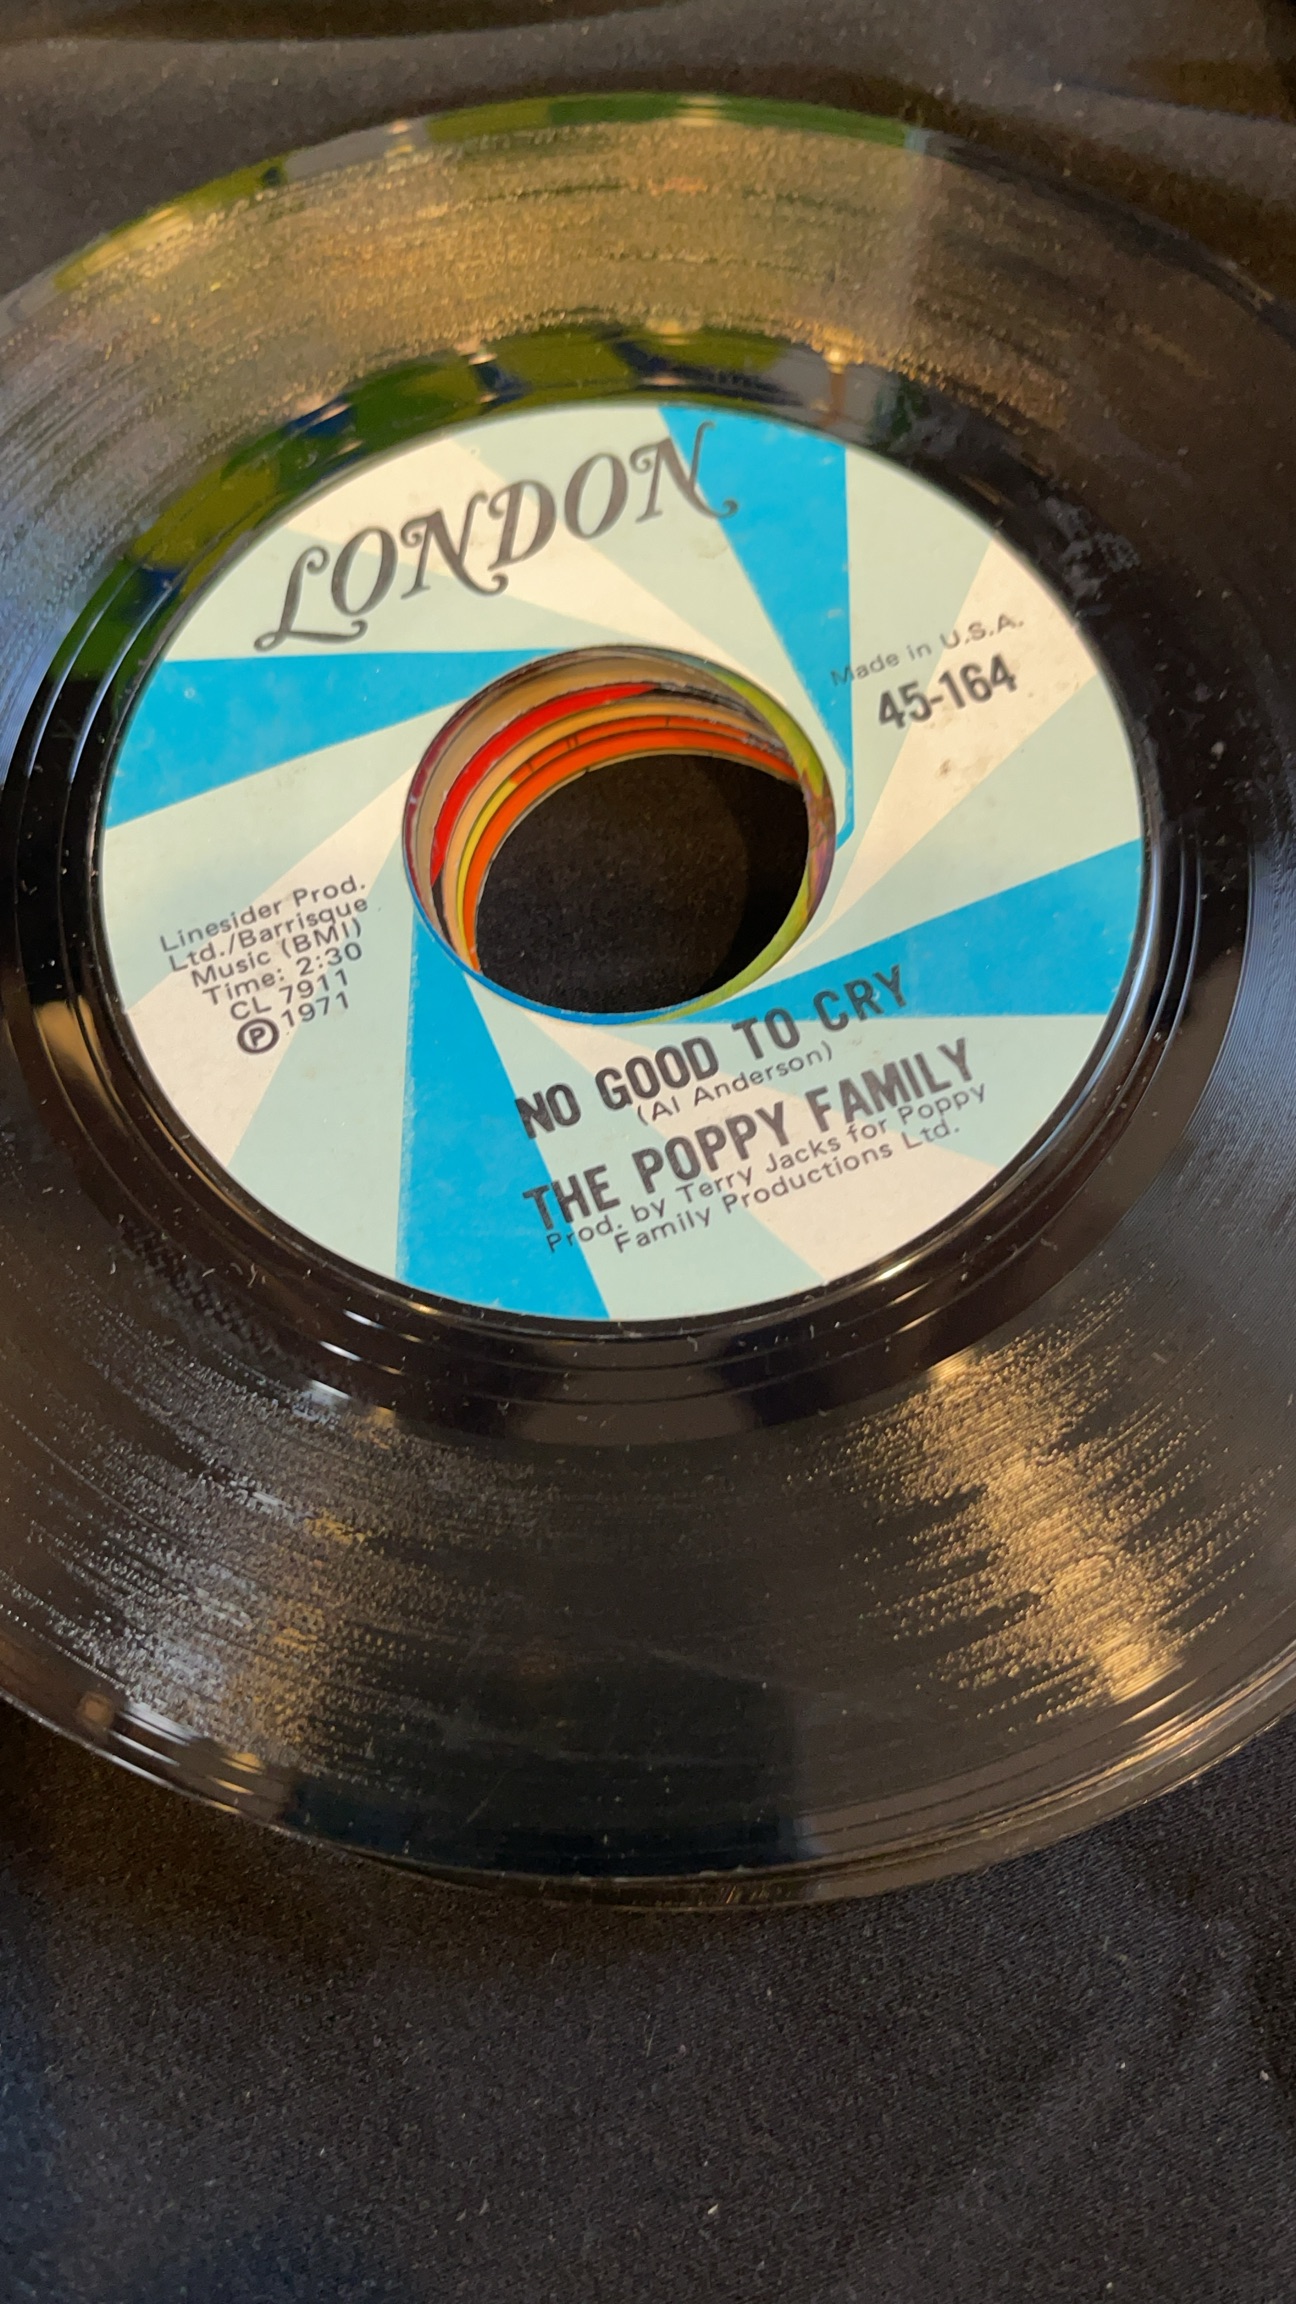 LONDON
Made in U.S.A.
45-164
Linesider Prod.
Ltd./Barrisque
Music (BMI)
Time: 2:30
CL 7911
Ⓟ1971
NO GOOD TO CRY
(Al Anderson)
THE POPPY FAMILY
Prod. by Terry Jacks for Poppy
Family Productions Ltd.